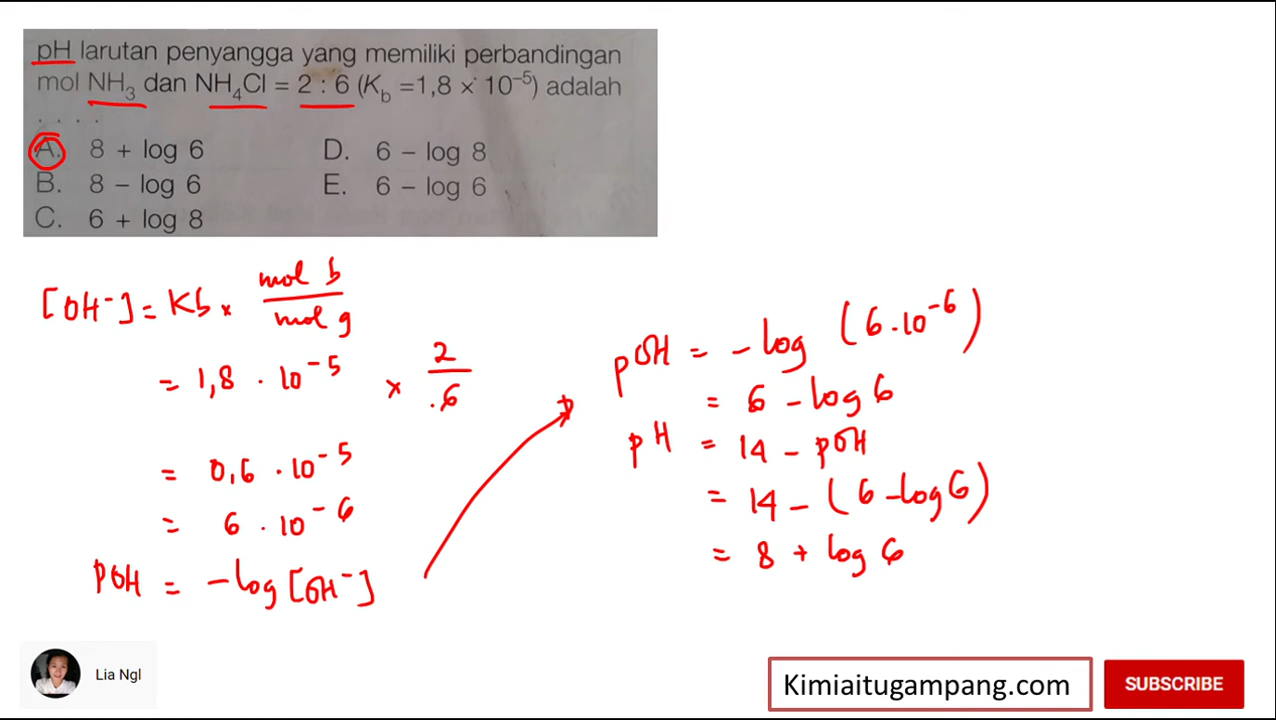 pH larutan penyangga yang memiliki perbandingan
mol NH₃ dan NH₄Cl = 2 : 6 (K_b =1,8 × 10⁻⁵) adalah
. . . .
A. 8 + log 6
B. 8 – log 6
C. 6 + log 8
D. 6 – log 8
E. 6 – log 6
[OH⁻] = Kb × mol b / mol g
= 1,8 · 10⁻⁵ × 2 / 6
= 0,6 · 10⁻⁵
= 6 · 10⁻⁶
pOH = -log [OH⁻]
pOH = -log (6.10⁻⁶)
= 6 - log 6
pH = 14 - pOH
= 14 - (6 - log 6)
= 8 + log 6
Lia Ngl
Kimiaitugampang.com
SUBSCRIBE